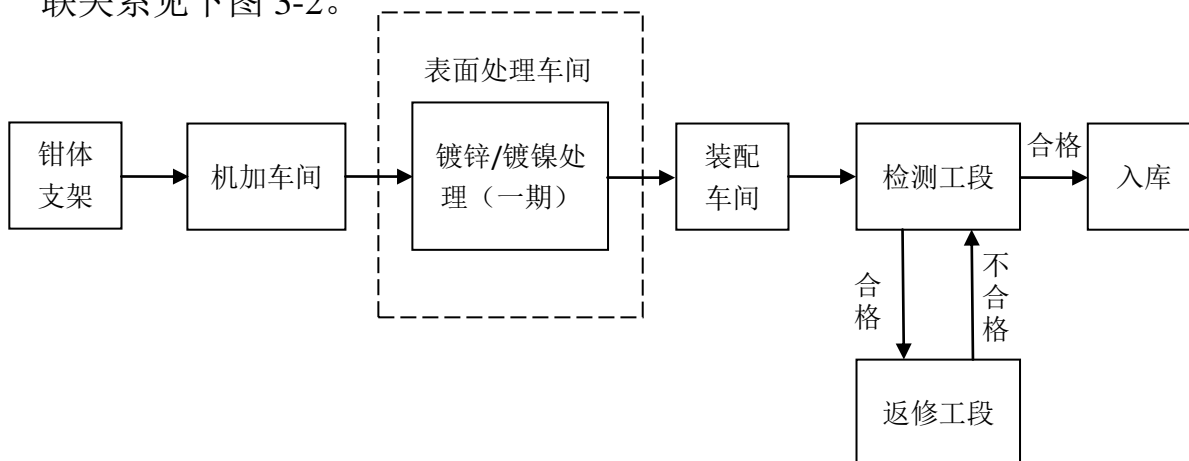 联关系见下图 3-2。
表面处理车间
钳体
支架
机加车间
镀锌/镀镍处
理（一期）
装配
车间
检测工段
合格
入库
合
格
不
合
格
返修工段